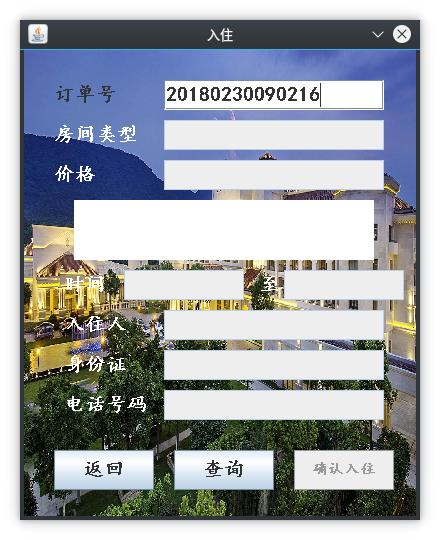 入住
订单号 20180230090216
房间类型
价格
时间 至
入住人
身份证
电话号码
返回 查询 确认入住